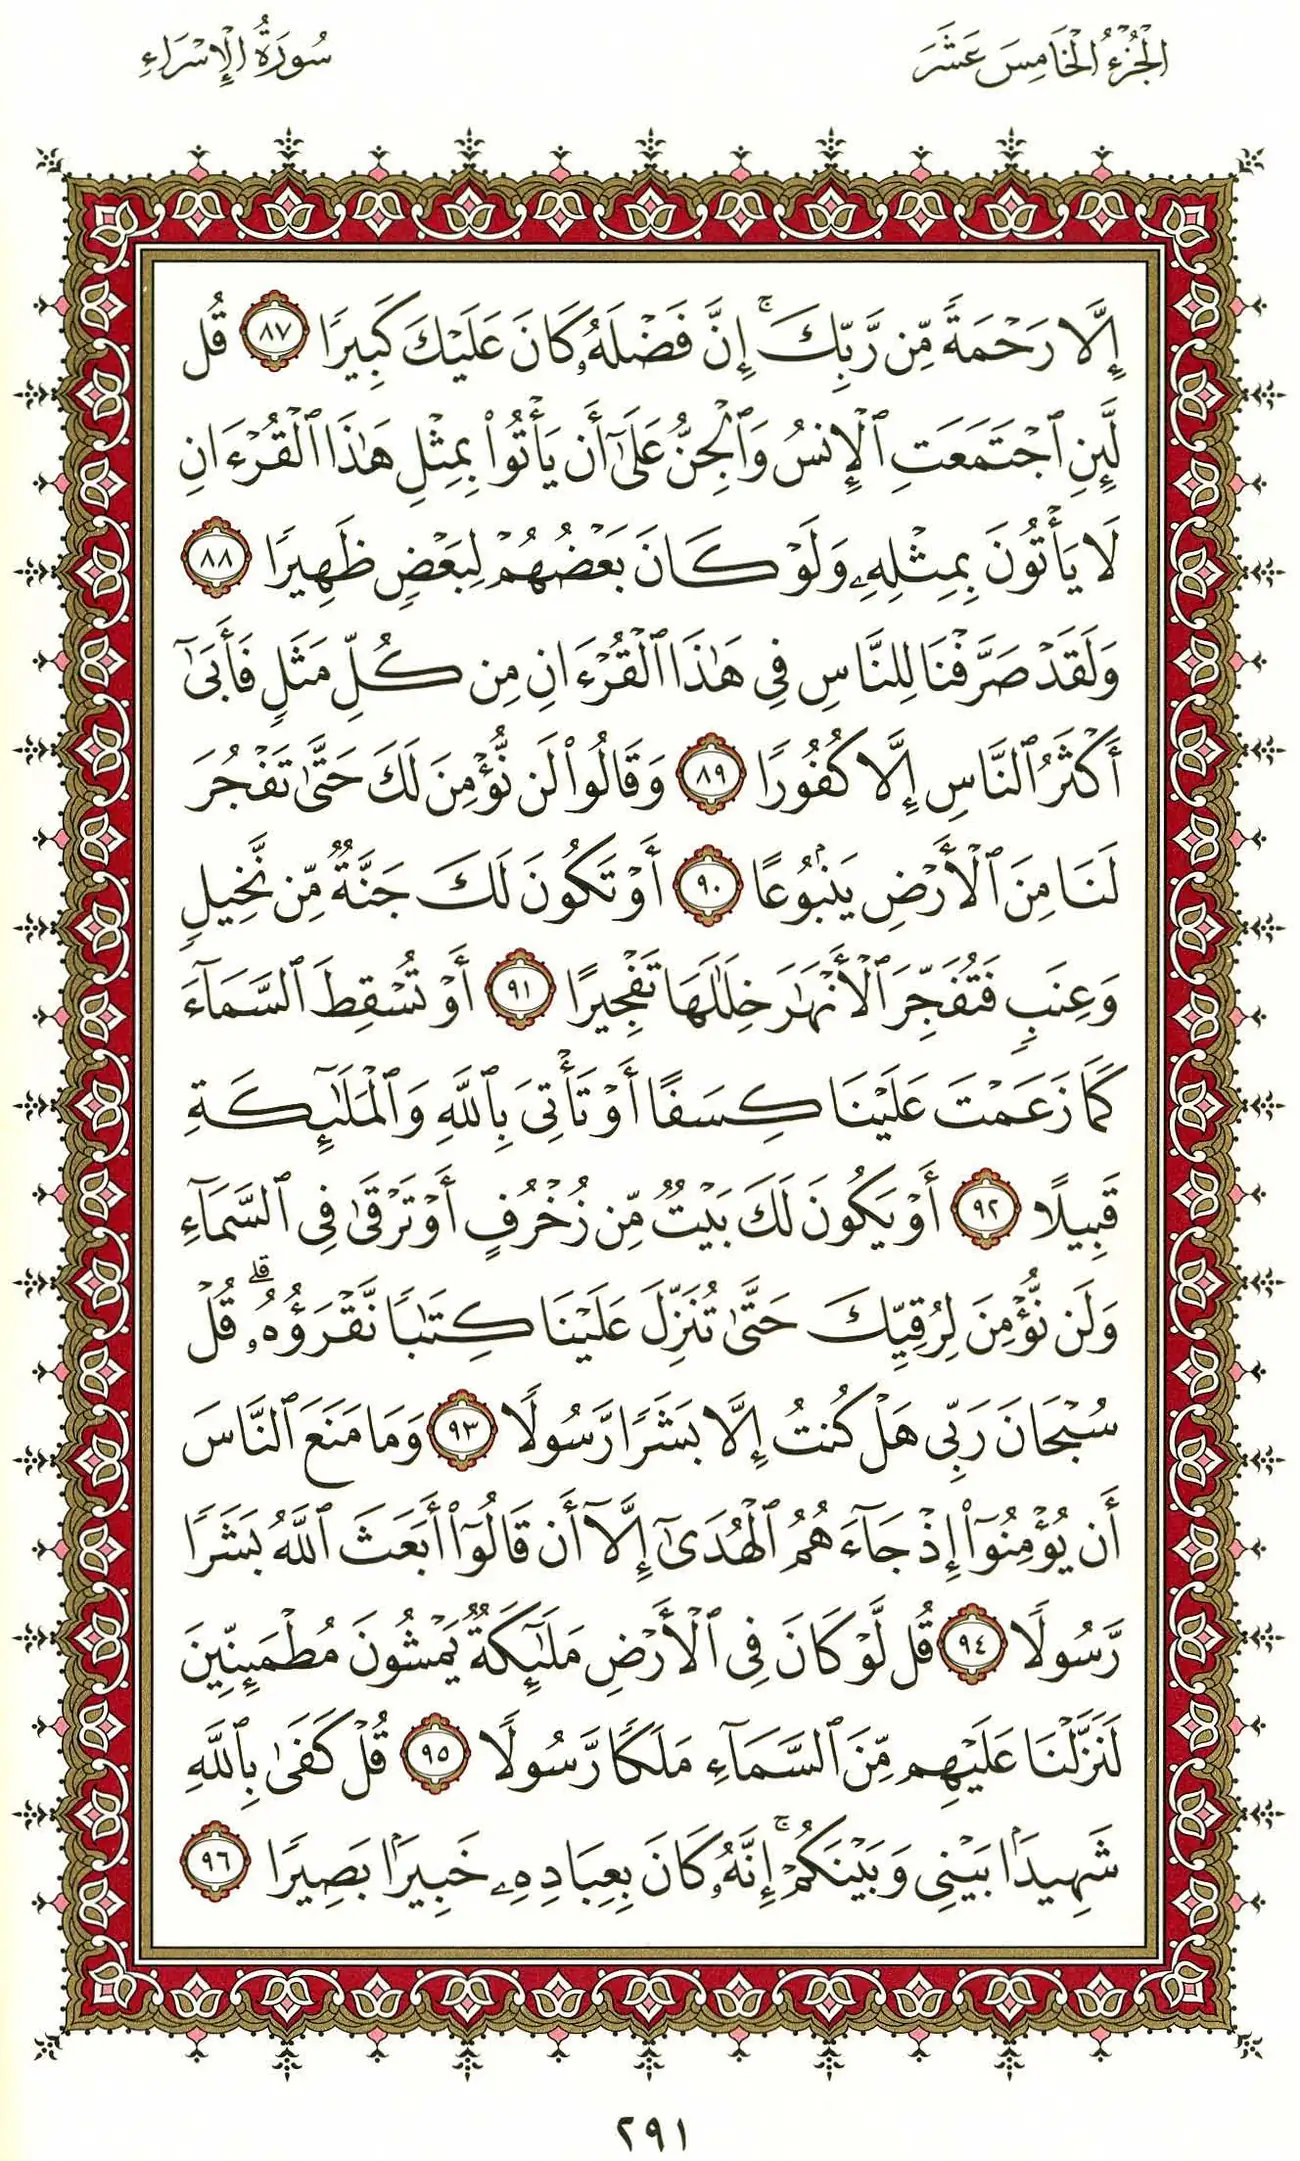 الجزء الخامس عشر
سورة الإسراء
إِلَّا رَحْمَةً مِّن رَّبِّكَ ۚ إِنَّ فَضْلَهُۥ كَانَ عَلَيْكَ كَبِيرًا ٨٧ قُل
لَّئِنِ ٱجْتَمَعَتِ ٱلْإِنسُ وَٱلْجِنُّ عَلَىٰٓ أَن يَأْتُوا۟ بِمِثْلِ هَٰذَا ٱلْقُرْءَانِ
لَا يَأْتُونَ بِمِثْلِهِۦ وَلَوْ كَانَ بَعْضُهُمْ لِبَعْضٍ ظَهِيرًا ٨٨
وَلَقَدْ صَرَّفْنَا لِلنَّاسِ فِى هَٰذَا ٱلْقُرْءَانِ مِن كُلِّ مَثَلٍ فَأَبَىٰٓ
أَكْثَرُ ٱلنَّاسِ إِلَّا كُفُورًا ٨٩ وَقَالُوا۟ لَن نُّؤْمِنَ لَكَ حَتَّىٰ تَفْجُرَ
لَنَا مِنَ ٱلْأَرْضِ يَنۢبُوعًا ٩٠ أَوْ تَكُونَ لَكَ جَنَّةٌ مِّن نَّخِيلٍ
وَعِنَبٍ فَتُفَجِّرَ ٱلْأَنْهَٰرَ خِلَٰلَهَا تَفْجِيرًا ٩١ أَوْ تُسْقِطَ ٱلسَّمَآءَ
كَمَا زَعَمْتَ عَلَيْنَا كِسَفًا أَوْ تَأْتِىَ بِٱللَّهِ وَٱلْمَلَٰٓئِكَةِ
قَبِيلًا ٩٢ أَوْ يَكُونَ لَكَ بَيْتٌ مِّن زُخْرُفٍ أَوْ تَرْقَىٰ فِى ٱلسَّمَآءِ
وَلَن نُّؤْمِنَ لِرُقِيِّكَ حَتَّىٰ تُنَزِّلَ عَلَيْنَا كِتَٰبًا نَّقْرَؤُهُۥ ۗ قُلْ
سُبْحَانَ رَبِّى هَلْ كُنتُ إِلَّا بَشَرًا رَّسُولًا ٩٣ وَمَا مَنَعَ ٱلنَّاسَ
أَن يُؤْمِنُوٓا۟ إِذْ جَآءَهُمُ ٱلْهُدَىٰٓ إِلَّآ أَن قَالُوٓا۟ أَبَعَثَ ٱللَّهُ بَشَرًا
رَّسُولًا ٩٤ قُل لَّوْ كَانَ فِى ٱلْأَرْضِ مَلَٰٓئِكَةٌ يَمْشُونَ مُطْمَئِنِّينَ
لَنَزَّلْنَا عَلَيْهِم مِّنَ ٱلسَّمَآءِ مَلَكًا رَّسُولًا ٩٥ قُلْ كَفَىٰ بِٱللَّهِ
شَهِيدًۢا بَيْنِى وَبَيْنَكُمْ ۚ إِنَّهُۥ كَانَ بِعِبَادِهِۦ خَبِيرًۢا بَصِيرًا ٩٦
٢٩١